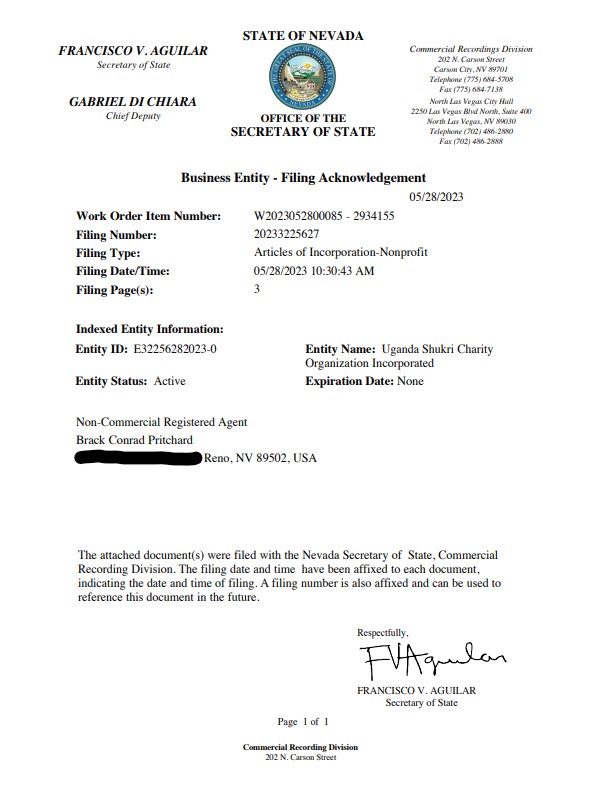 FRANCISCO V. AGUILAR
Secretary of State
GABRIEL DI CHIARA
Chief Deputy
STATE OF NEVADA
OFFICE OF THE
SECRETARY OF STATE
Commercial Recordings Division
202 N. Carson Street
Carson City, NV 89701
Telephone (775) 684-5708
Fax (775) 684-7138
North Las Vegas City Hall
2250 Las Vegas Blvd North, Suite 400
North Las Vegas, NV 89030
Telephone (702) 486-2880
Fax (702) 486-2888
Business Entity - Filing Acknowledgement
05/28/2023
Work Order Item Number: W2023052800085 - 2934155
Filing Number: 20233225627
Filing Type: Articles of Incorporation-Nonprofit
Filing Date/Time: 05/28/2023 10:30:43 AM
Filing Page(s): 3
Indexed Entity Information:
Entity ID: E32256282023-0
Entity Name: Uganda Shukri Charity
Organization Incorporated
Entity Status: Active
Expiration Date: None
Non-Commercial Registered Agent
Brack Conrad Pritchard
Reno, NV 89502, USA
The attached document(s) were filed with the Nevada Secretary of State, Commercial
Recording Division. The filing date and time have been affixed to each document,
indicating the date and time of filing. A filing number is also affixed and can be used to
reference this document in the future.
Respectfully,
FVAguilar
FRANCISCO V. AGUILAR
Secretary of State
Page 1 of 1
Commercial Recording Division
202 N. Carson Street